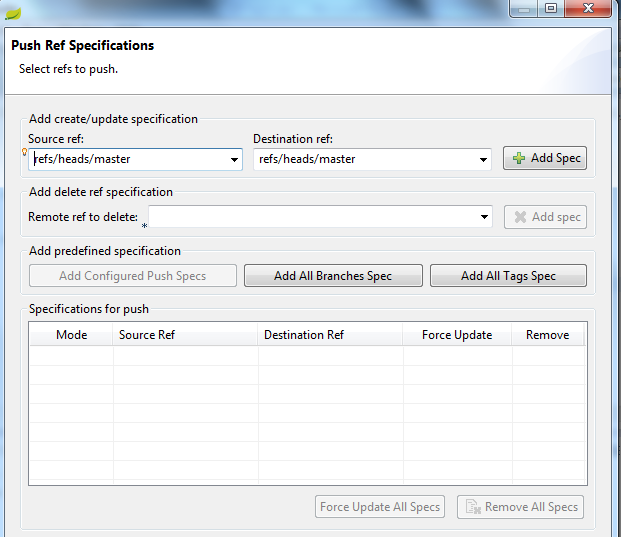 Push Ref Specifications
Select refs to push.
Add create/update specification
Source ref: Destination ref:
refs/heads/master refs/heads/master Add Spec
Add delete ref specification
Remote ref to delete: Add spec
Add predefined specification
Add Configured Push Specs Add All Branches Spec Add All Tags Spec
Specifications for push
Mode Source Ref Destination Ref Force Update Remove
Force Update All Specs Remove All Specs